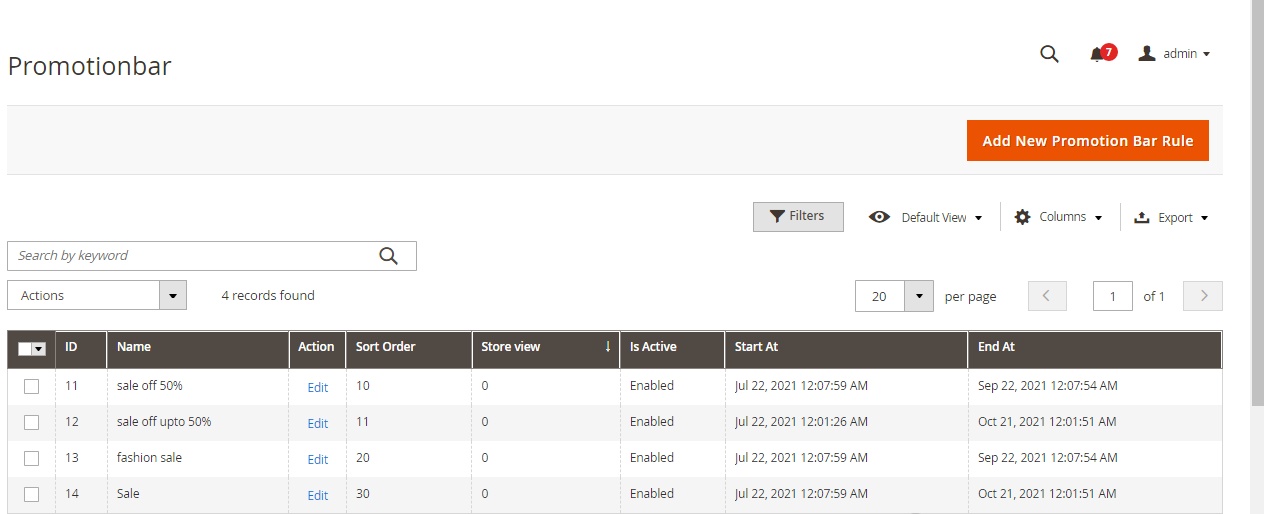 Promotionbar
7
admin
Add New Promotion Bar Rule
Filters Default View Columns Export
Search by keyword
Actions 4 records found 20 per page 1 of 1
ID Name Action Sort Order Store view ↓ Is Active Start At End At
11 sale off 50% Edit 10 0 Enabled Jul 22, 2021 12:07:59 AM Sep 22, 2021 12:07:54 AM
12 sale off upto 50% Edit 11 0 Enabled Jul 22, 2021 12:01:26 AM Oct 21, 2021 12:01:51 AM
13 fashion sale Edit 20 0 Enabled Jul 22, 2021 12:07:59 AM Sep 22, 2021 12:07:54 AM
14 Sale Edit 30 0 Enabled Jul 22, 2021 12:07:59 AM Oct 21, 2021 12:01:51 AM